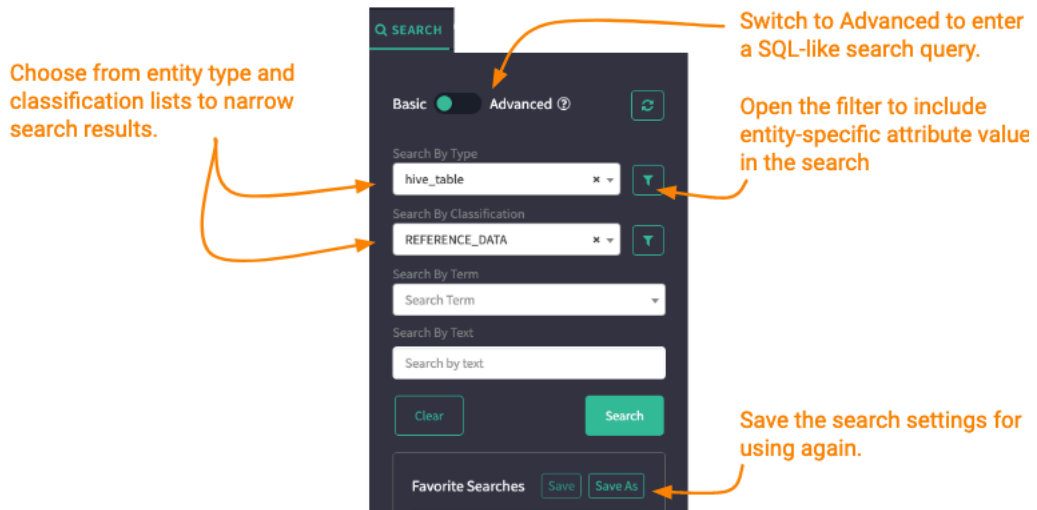 Switch to Advanced to enter
a SQL-like search query.
SEARCH
Choose from entity type and
classification lists to narrow
search results.
Basic Advanced ?
Open the filter to include
entity-specific attribute value
in the search
Search By Type
hive_table × 
Search By Classification
REFERENCE_DATA ×
Search By Term
Search Term
Search By Text
Search by text
Clear Search
Save the search settings for
using again.
Favorite Searches Save Save As